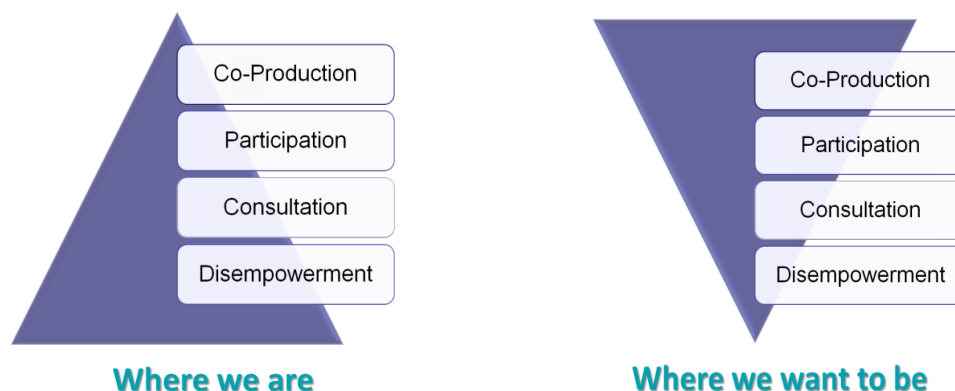 Co-Production
Participation
Consultation
Disempowerment
Where we are
Co-Production
Participation
Consultation
Disempowerment
Where we want to be